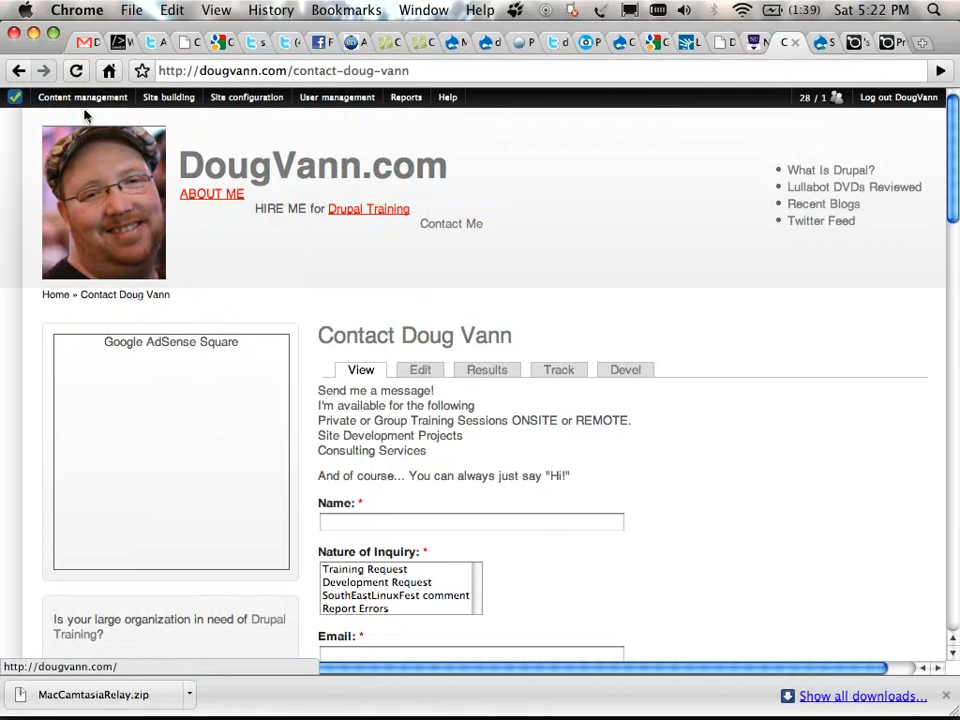 Chrome File Edit View History Bookmarks Window Help (1:39) Sat 5:22 PM
http://dougvann.com/contact-doug-vann
Content management Site building Site configuration User management Reports Help 28 / 1 Log out DougVann
DougVann.com
ABOUT ME
HIRE ME for Drupal Training
Contact Me
What Is Drupal?
Lullabot DVDs Reviewed
Recent Blogs
Twitter Feed
Home » Contact Doug Vann
Google AdSense Square
Is your large organization in need of Drupal
Training?
Contact Doug Vann
View Edit Results Track Devel
Send me a message!
I'm available for the following
Private or Group Training Sessions ONSITE or REMOTE.
Site Development Projects
Consulting Services
And of course... You can always just say "Hi!"
Name: *
Nature of Inquiry: *
Training Request
Development Request
SouthEastLinuxFest comment
Report Errors
Email: *
http://dougvann.com/
MacCamtasiaRelay.zip
Show all downloads...